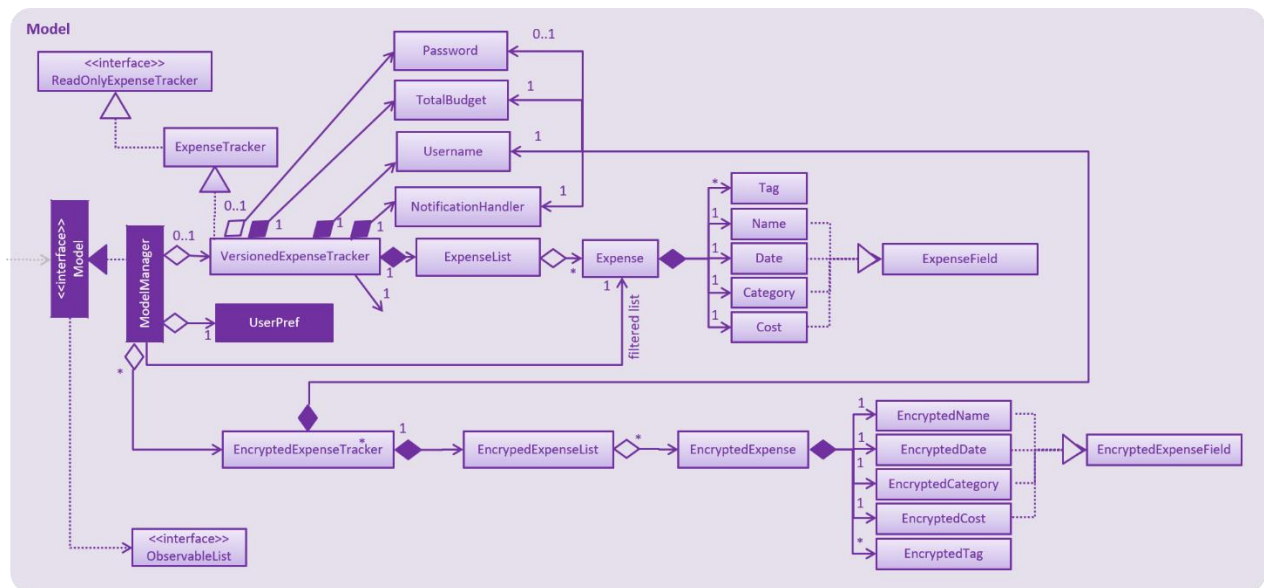 Model
<<interface>>
ReadOnlyExpenseTracker
ExpenseTracker
Password
0..1
TotalBudget
1
Username
1
NotificationHandler
1
0..1
1
1
1
<<interface>>
Model
ModelManager
0..1
VersionedExpenseTracker
1
ExpenseList
*
Expense
1
filtered list
1
*
Tag
1
Name
1
Date
1
Category
1
Cost
ExpenseField
1
UserPref
*
EncryptedExpenseTracker
*
1
EncrypedExpenseList
*
EncryptedExpense
1
EncryptedName
1
EncryptedDate
1
EncryptedCategory
1
EncryptedCost
*
EncryptedTag
EncryptedExpenseField
<<interface>>
ObservableList